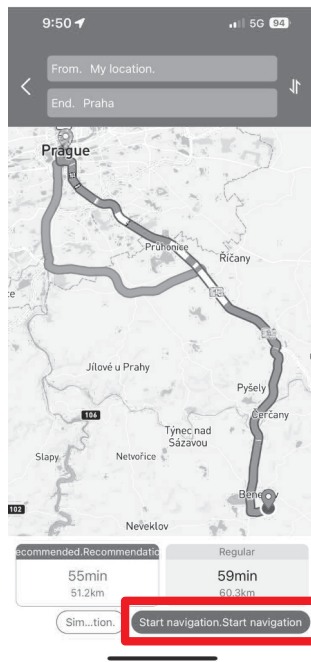 9:50
5G 94
From. My location.
End. Praha
Prague
Průhonice
Říčany
Jílové u Prahy
Pyšely
106
Čerčany
Týnec nad
Sázavou
Slapy
Netvořice
102
Neveklov
ecommended.Recommendatio
Regular
55min
59min
51.2km
60.3km
Sim...tion.
Start navigation.Start navigation